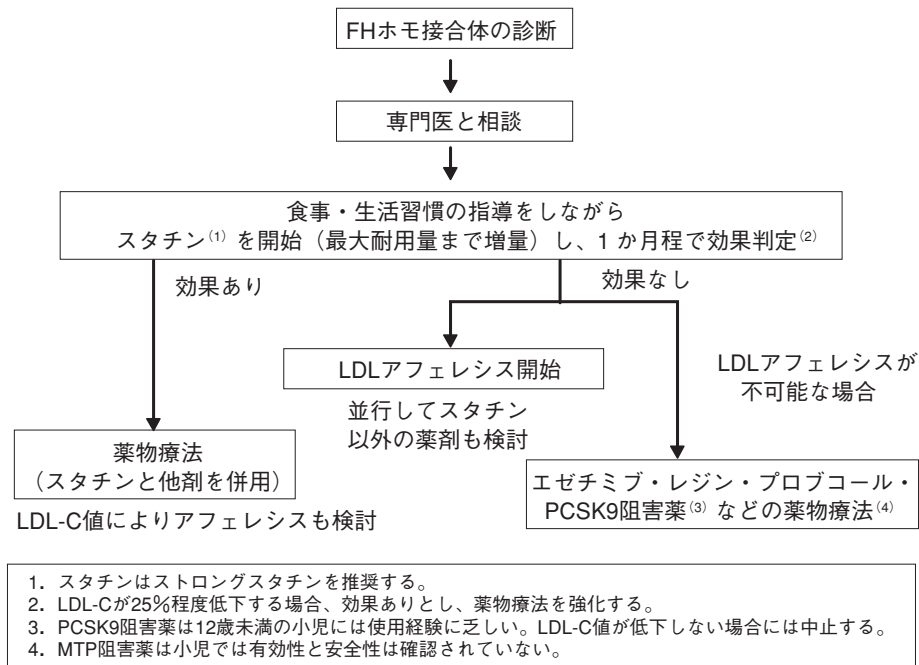 FHホモ接合体の診断
専門医と相談
食事・生活習慣の指導をしながら
スタチン(1) を開始（最大耐用量まで増量）し、1 か月程で効果判定(2)
効果あり
効果なし
LDLアフェレシス開始
並行してスタチン
以外の薬剤も検討
LDLアフェレシスが
不可能な場合
薬物療法
（スタチンと他剤を併用）
LDL-C値によりアフェレシスも検討
エゼチミブ・レジン・プロブコール・
PCSK9阻害薬(3) などの薬物療法(4)
1. スタチンはストロングスタチンを推奨する。
2. LDL-Cが25%程度低下する場合、効果ありとし、薬物療法を強化する。
3. PCSK9阻害薬は12歳未満の小児には使用経験に乏しい。LDL-C値が低下しない場合には中止する。
4. MTP阻害薬は小児では有効性と安全性は確認されていない。